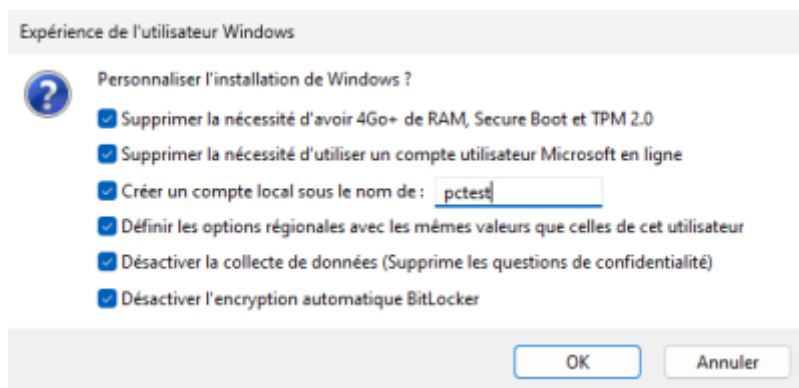 Expérience de l'utilisateur Windows
Personnaliser l'installation de Windows ?
Supprimer la nécessité d'avoir 4Go+ de RAM, Secure Boot et TPM 2.0
Supprimer la nécessité d'utiliser un compte utilisateur Microsoft en ligne
Créer un compte local sous le nom de : pctest
Définir les options régionales avec les mêmes valeurs que celles de cet utilisateur
Désactiver la collecte de données (Supprime les questions de confidentialité)
Désactiver l'encryption automatique BitLocker
OK Annuler